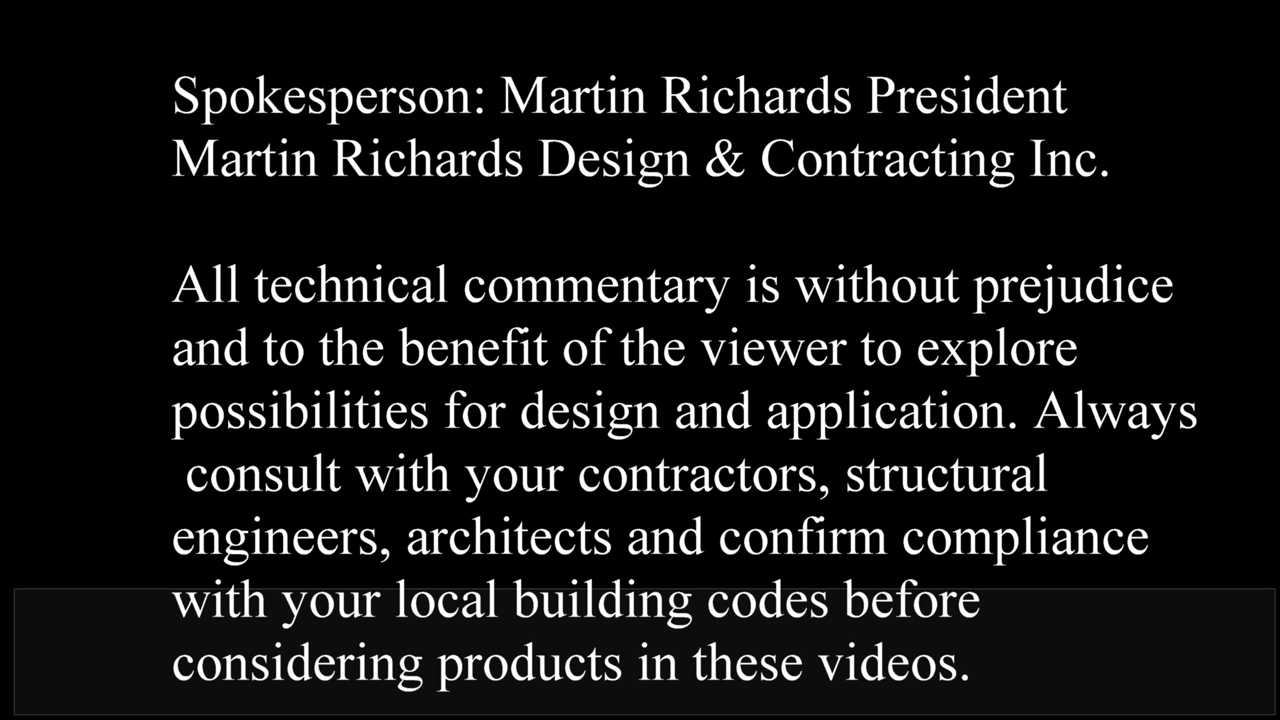 Spokesperson: Martin Richards President
Martin Richards Design & Contracting Inc.
All technical commentary is without prejudice
and to the benefit of the viewer to explore
possibilities for design and application. Always
consult with your contractors, structural
engineers, architects and confirm compliance
with your local building codes before
considering products in these videos.